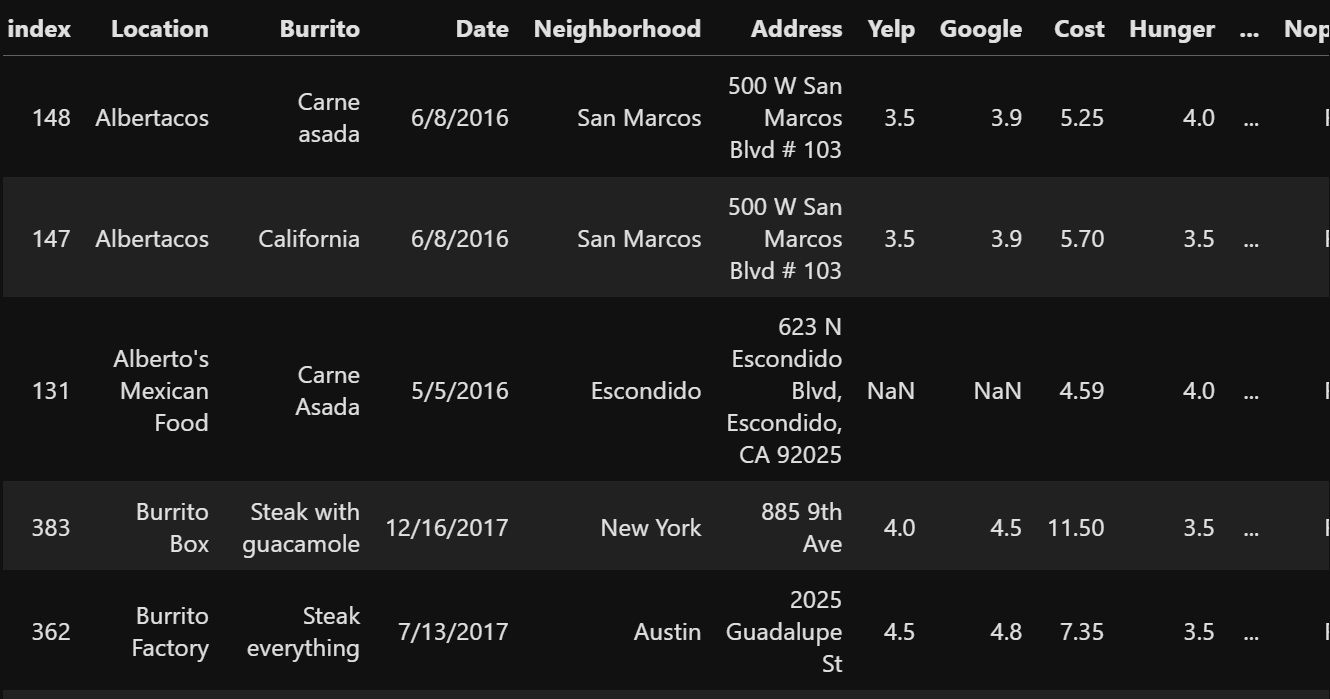 index Location Burrito Date Neighborhood Address Yelp Google Cost Hunger ... Nop
148 Albertacos Carne asada 6/8/2016 San Marcos 500 W San Marcos Blvd # 103 3.5 3.9 5.25 4.0 ...
147 Albertacos California 6/8/2016 San Marcos 500 W San Marcos Blvd # 103 3.5 3.9 5.70 3.5 ...
131 Alberto's Mexican Food Carne Asada 5/5/2016 Escondido 623 N Escondido Blvd, Escondido, CA 92025 NaN NaN 4.59 4.0 ...
383 Burrito Box Steak with guacamole 12/16/2017 New York 885 9th Ave 4.0 4.5 11.50 3.5 ...
362 Burrito Factory Steak everything 7/13/2017 Austin 2025 Guadalupe St 4.5 4.8 7.35 3.5 ...